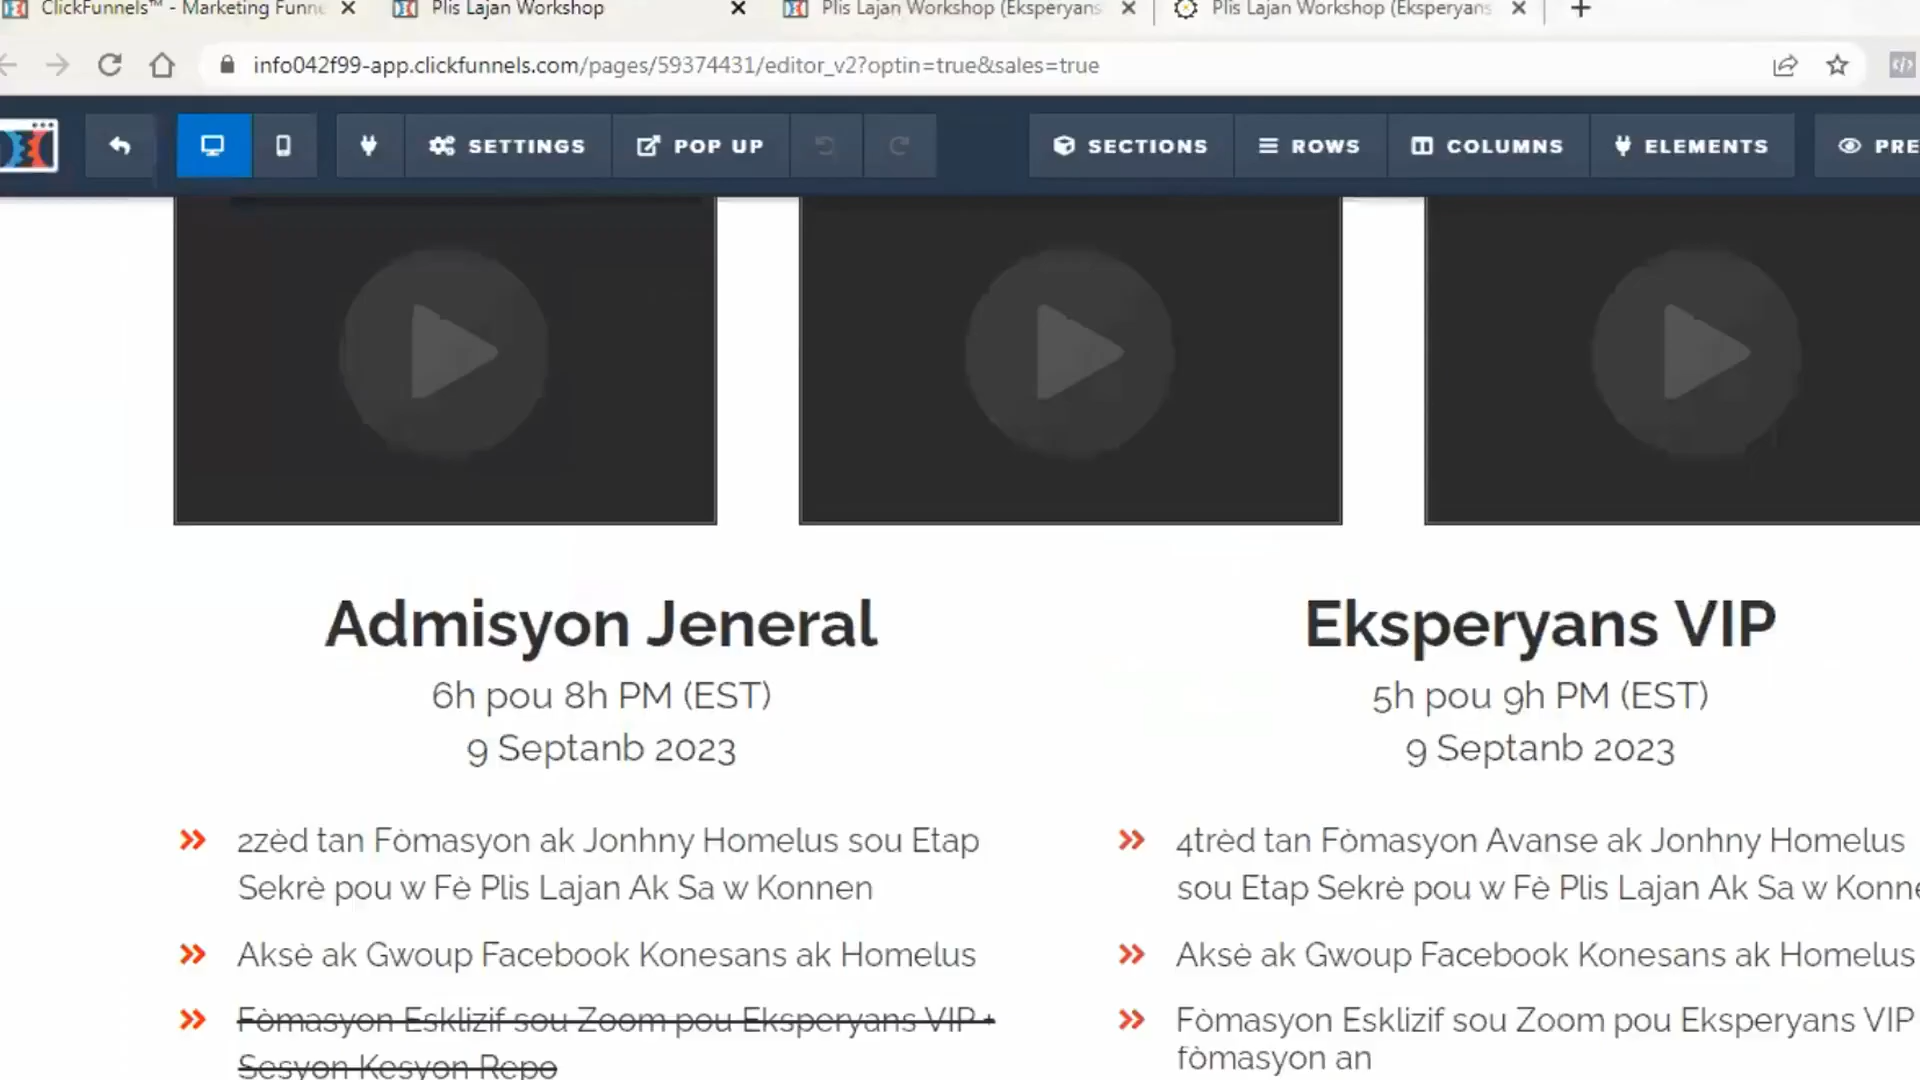 ClickFunnels™ - Marketing Funne
Plis Lajan Workshop
Plis Lajan Workshop (Eksperyans
Plis Lajan Workshop (Eksperyans
info042f99-app.clickfunnels.com/pages/59374431/editor_v2?optin=true&sales=true
SETTINGS
POP UP
SECTIONS
ROWS
COLUMNS
ELEMENTS
PRE
Admisyon Jeneral
6h pou 8h PM (EST)
9 Septanb 2023
2zèd tan Fòmasyon ak Jonhny Homelus sou Etap
Sekrè pou w Fè Plis Lajan Ak Sa w Konnen
Aksè ak Gwoup Facebook Konesans ak Homelus
Fòmasyon Esklizif sou Zoom pou Eksperyans VIP +
Sesyon Kesyon Repo
Eksperyans VIP
5h pou 9h PM (EST)
9 Septanb 2023
4trèd tan Fòmasyon Avanse ak Jonhny Homelus
sou Etap Sekrè pou w Fè Plis Lajan Ak Sa w Konne
Aksè ak Gwoup Facebook Konesans ak Homelus
Fòmasyon Esklizif sou Zoom pou Eksperyans VIP
fòmasyon an